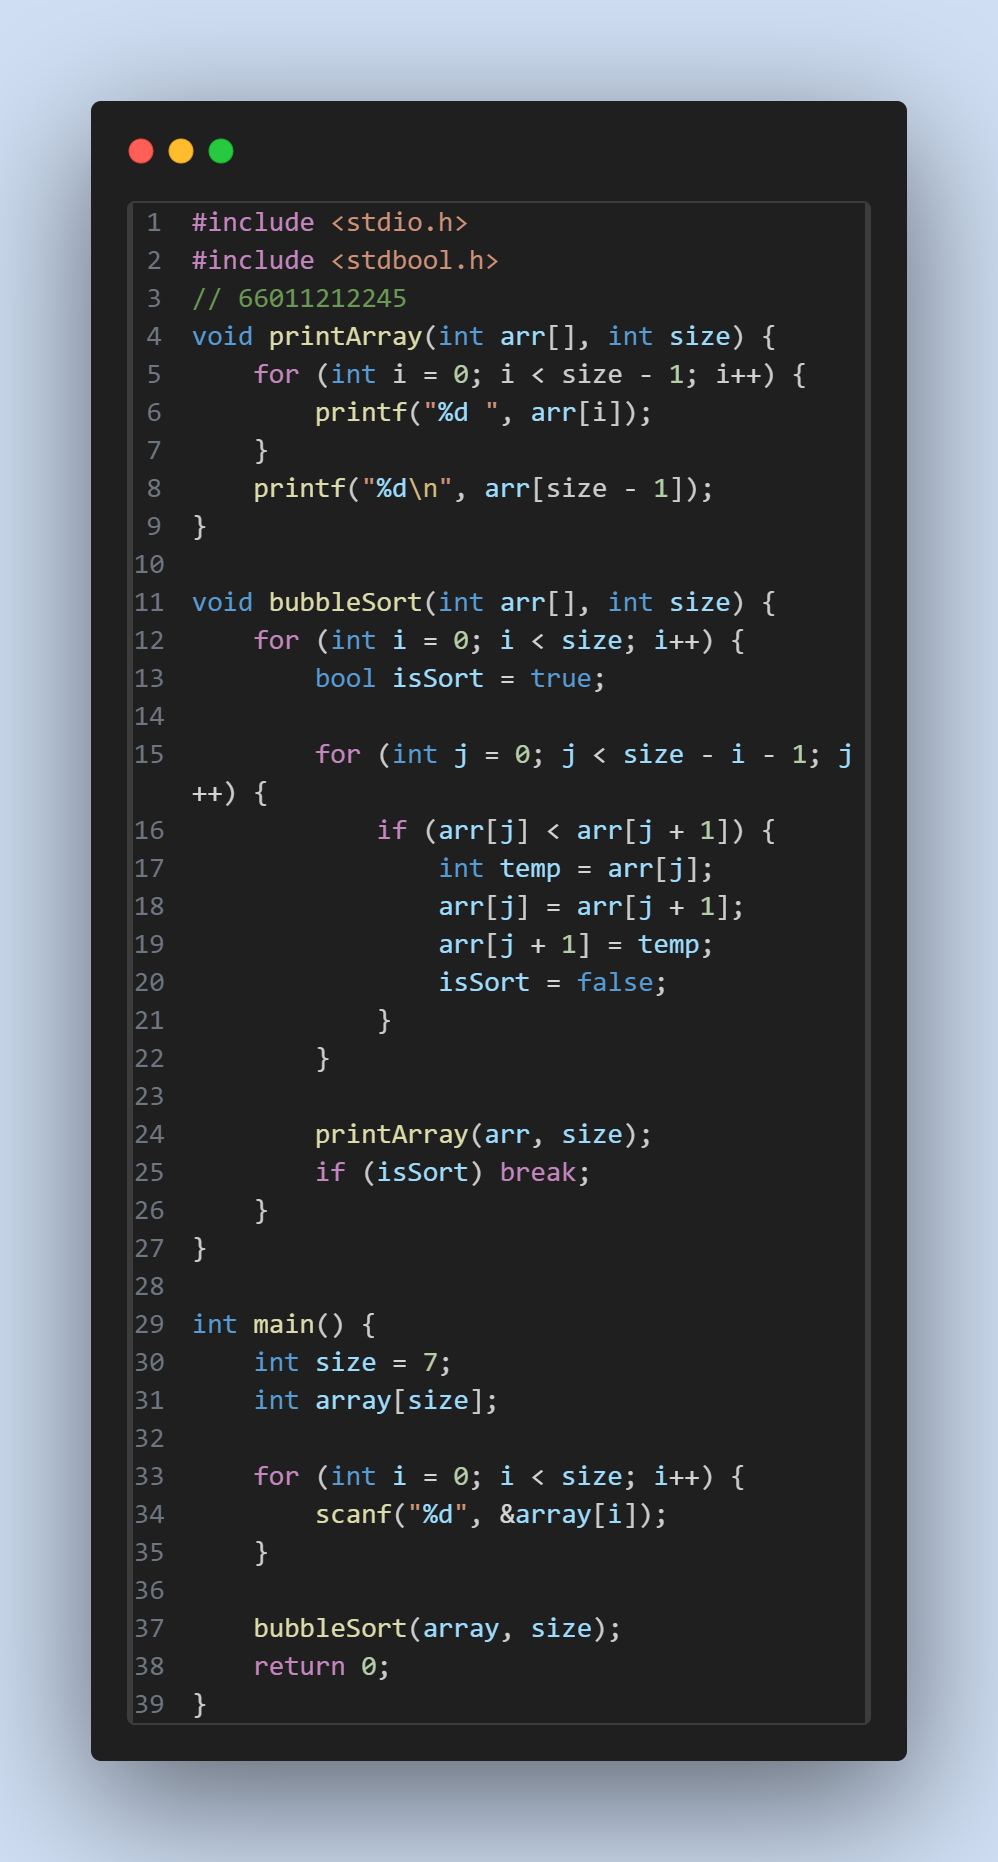 1 #include <stdio.h>
2 #include <stdbool.h>
3 // 66011212245
4 void printArray(int arr[], int size) {
5     for (int i = 0; i < size - 1; i++) {
6         printf("%d ", arr[i]);
7     }
8     printf("%d\n", arr[size - 1]);
9 }
10
11 void bubbleSort(int arr[], int size) {
12     for (int i = 0; i < size; i++) {
13         bool isSort = true;
14
15         for (int j = 0; j < size - i - 1; j
++) {
16             if (arr[j] < arr[j + 1]) {
17                 int temp = arr[j];
18                 arr[j] = arr[j + 1];
19                 arr[j + 1] = temp;
20                 isSort = false;
21             }
22         }
23
24         printArray(arr, size);
25         if (isSort) break;
26     }
27 }
28
29 int main() {
30     int size = 7;
31     int array[size];
32
33     for (int i = 0; i < size; i++) {
34         scanf("%d", &array[i]);
35     }
36
37     bubbleSort(array, size);
38     return 0;
39 }